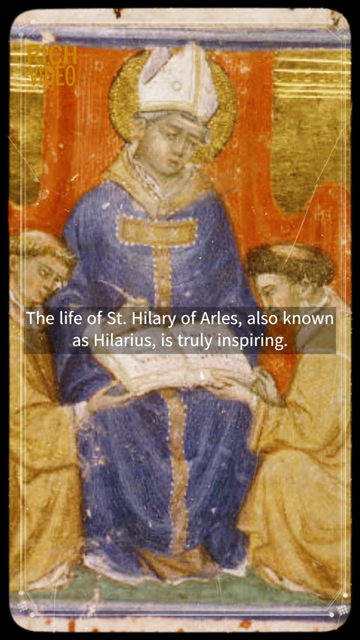 RICH
VIDEO
The life of St. Hilary of Arles, also known
as Hilarius, is truly inspiring.